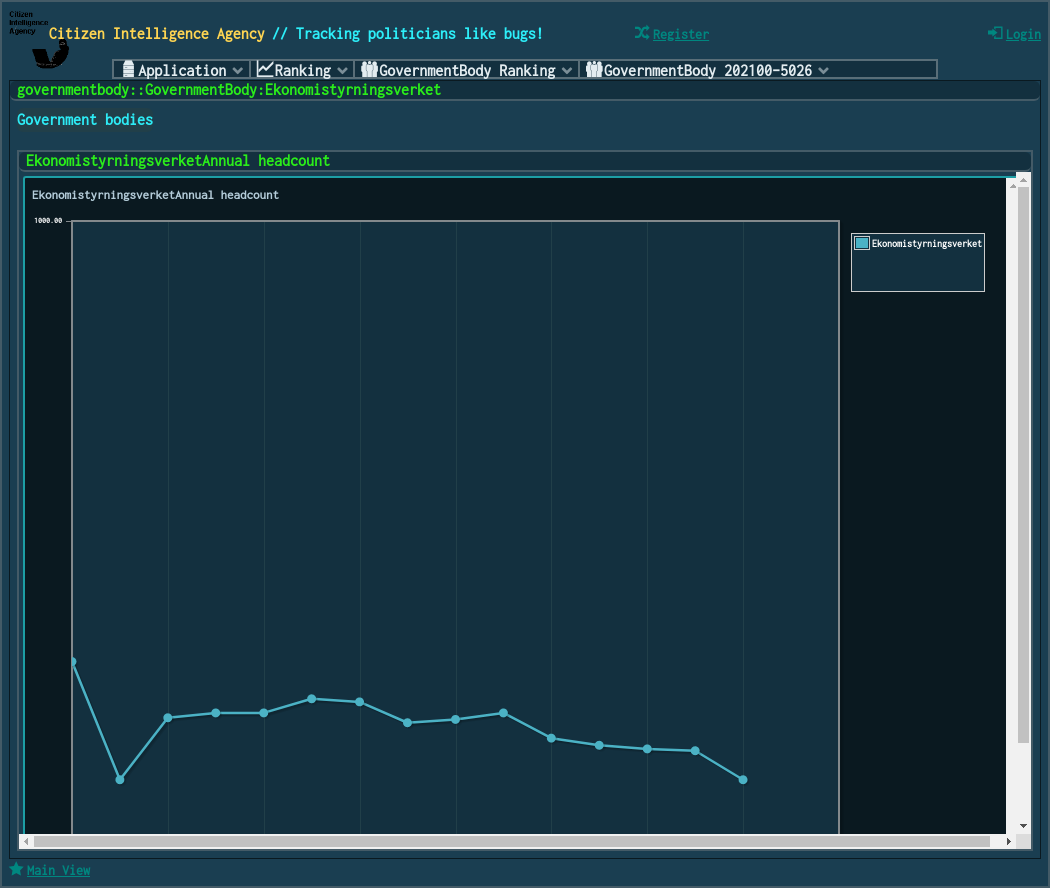 Citizen
Intelligence
Agency
Citizen Intelligence Agency // Tracking politicians like bugs!
Register
Login
Application
Ranking
GovernmentBody Ranking
GovernmentBody 202100-5026
governmentbody::GovernmentBody:Ekonomistyrningsverket
Government bodies
EkonomistyrningsverketAnnual headcount
EkonomistyrningsverketAnnual headcount
1000.00
Ekonomistyrningsverket
Main View